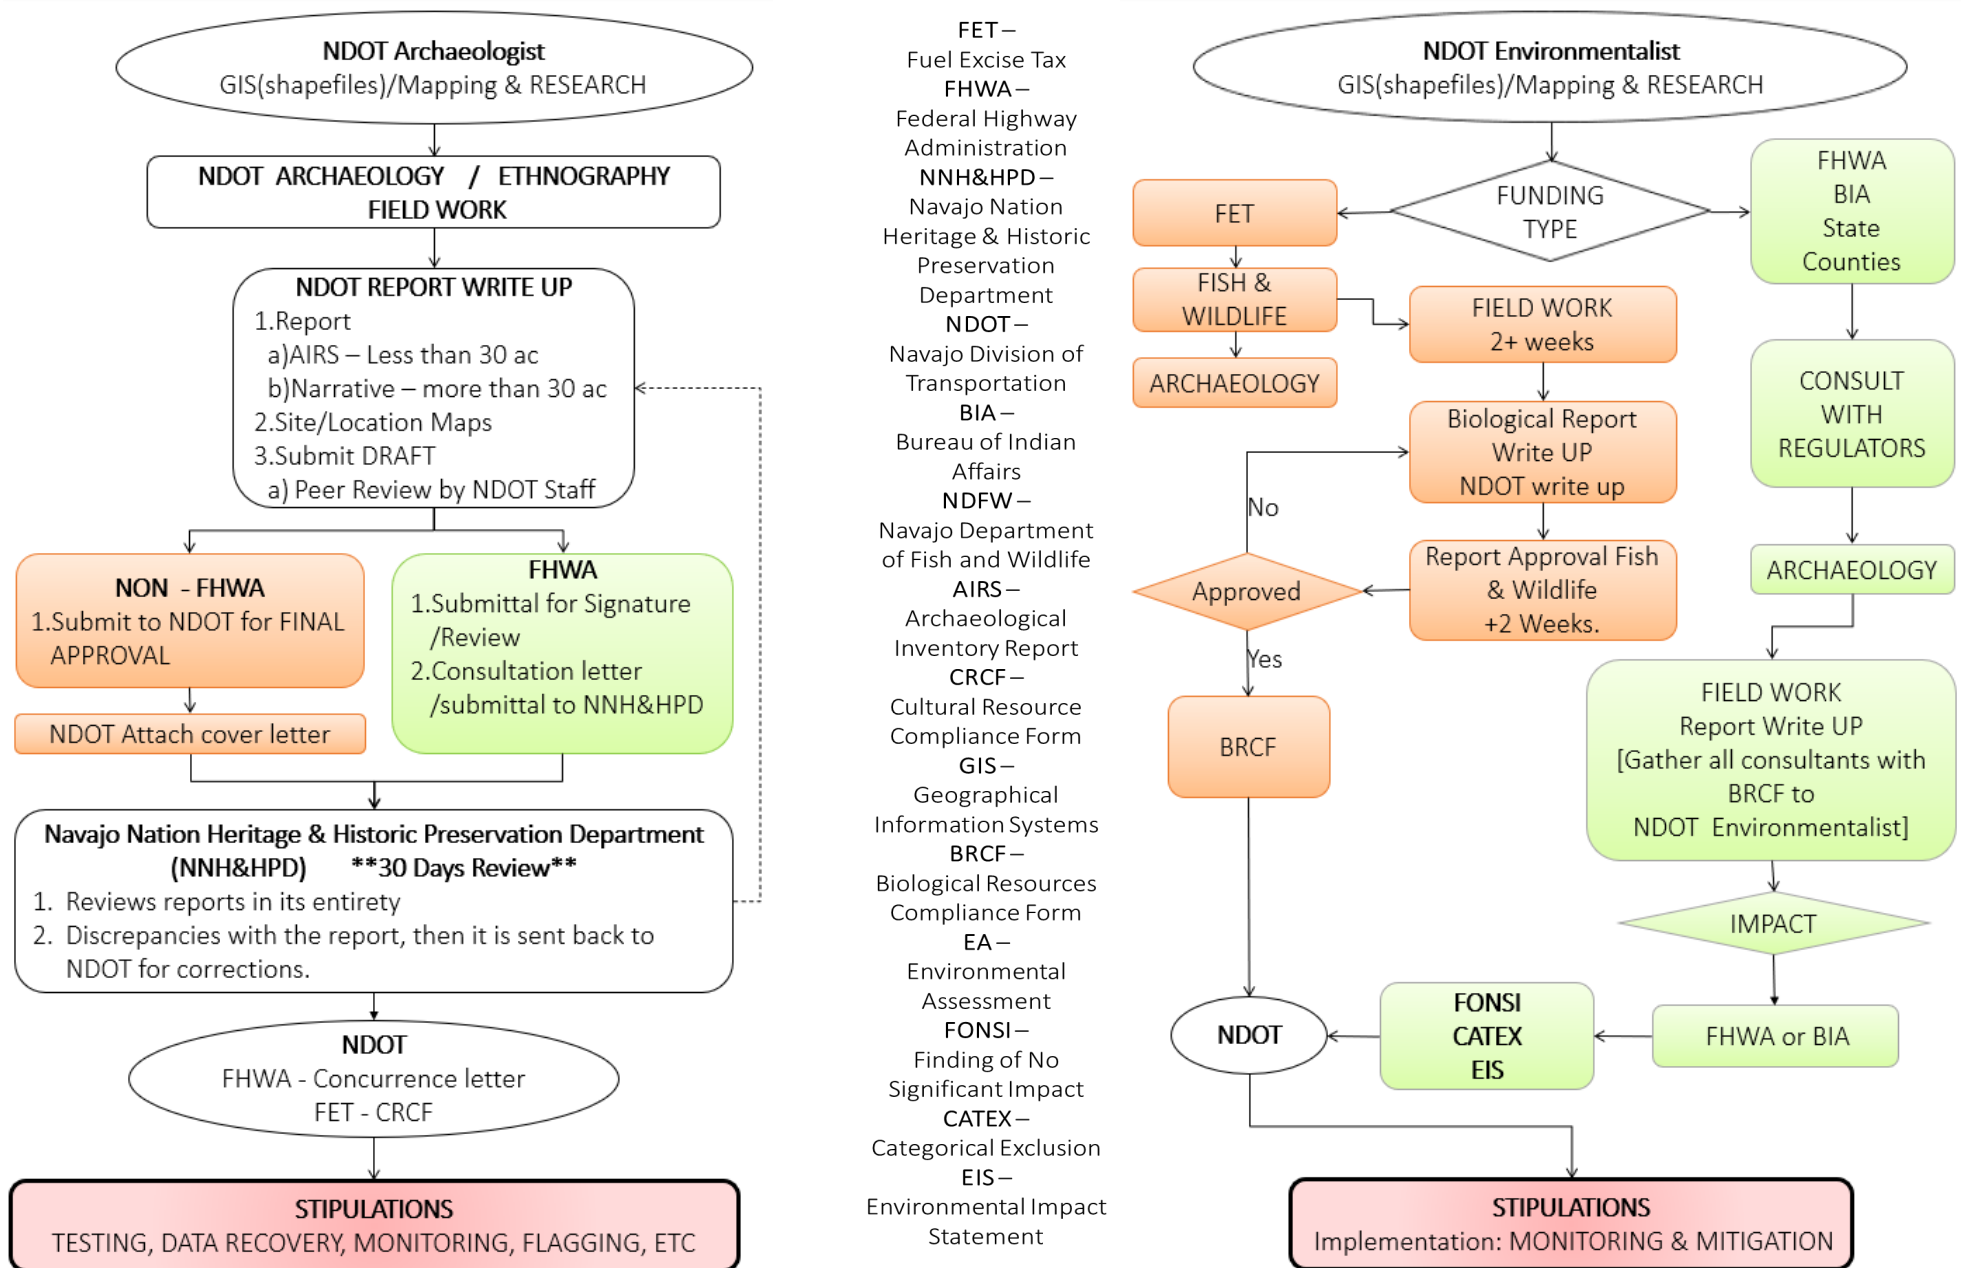 NDOT Archaeologist
GIS(shapefiles)/Mapping & RESEARCH
NDOT ARCHAEOLOGY / ETHNOGRAPHY
FIELD WORK
NDOT REPORT WRITE UP
1.Report
a)AIRS – Less than 30 ac
b)Narrative – more than 30 ac
2.Site/Location Maps
3.Submit DRAFT
a) Peer Review by NDOT Staff
NON - FHWA
1.Submit to NDOT for FINAL
APPROVAL
NDOT Attach cover letter
FHWA
1.Submittal for Signature
/Review
2.Consultation letter
/submittal to NNH&HPD
Navajo Nation Heritage & Historic Preservation Department
(NNH&HPD) **30 Days Review**
1. Reviews reports in its entirety
2. Discrepancies with the report, then it is sent back to
NDOT for corrections.
NDOT
FHWA - Concurrence letter
FET - CRCF
STIPULATIONS
TESTING, DATA RECOVERY, MONITORING, FLAGGING, ETC
FET –
Fuel Excise Tax
FHWA –
Federal Highway
Administration
NNH&HPD –
Navajo Nation
Heritage & Historic
Preservation
Department
NDOT –
Navajo Division of
Transportation
BIA –
Bureau of Indian
Affairs
NDFW –
Navajo Department
of Fish and Wildlife
AIRS –
Archaeological
Inventory Report
CRCF –
Cultural Resource
Compliance Form
GIS –
Geographical
Information Systems
BRCF –
Biological Resources
Compliance Form
EA –
Environmental
Assessment
FONSI –
Finding of No
Significant Impact
CATEX –
Categorical Exclusion
EIS –
Environmental Impact
Statement
NDOT Environmentalist
GIS(shapefiles)/Mapping & RESEARCH
FUNDING
TYPE
FET
FISH &
WILDLIFE
ARCHAEOLOGY
FIELD WORK
2+ weeks
Biological Report
Write UP
NDOT write up
Report Approval Fish
& Wildlife
+2 Weeks.
Approved
No
Yes
BRCF
FHWA
BIA
State
Counties
CONSULT
WITH
REGULATORS
ARCHAEOLOGY
FIELD WORK
Report Write UP
[Gather all consultants with
BRCF to
NDOT Environmentalist]
IMPACT
FHWA or BIA
FONSI
CATEX
EIS
NDOT
STIPULATIONS
Implementation: MONITORING & MITIGATION